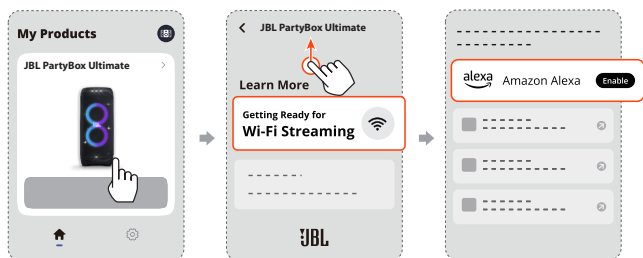 My Products
JBL PartyBox Ultimate
JBL PartyBox Ultimate
Learn More
Getting Ready for
Wi-Fi Streaming
JBL
alexa
Amazon Alexa
Enable